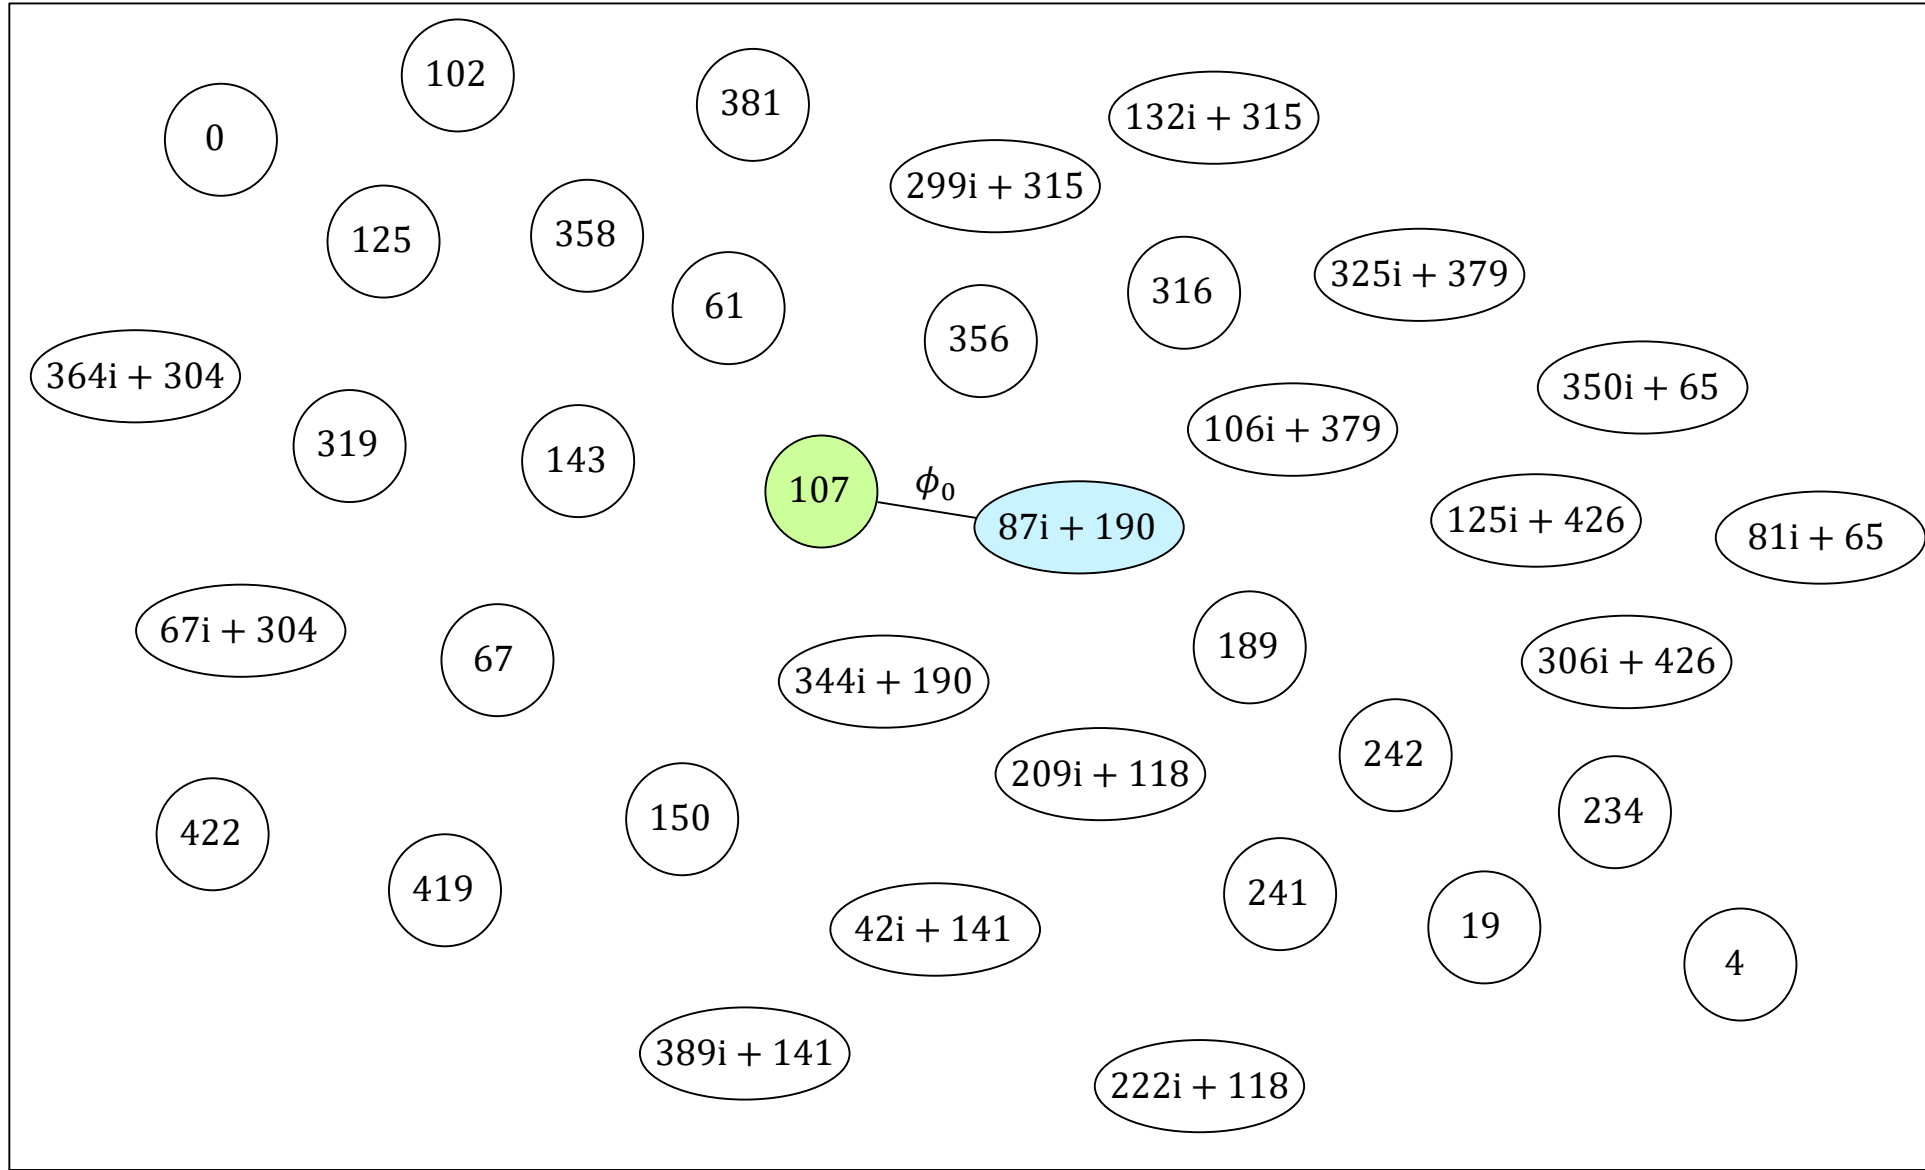 102
381
132i + 315
0
299i + 315
125
358
325i + 379
61
316
356
364i + 304
350i + 65
106i + 379
319
143
107
ϕ₀
87i + 190
125i + 426
81i + 65
67i + 304
67
344i + 190
189
306i + 426
209i + 118
242
422
150
234
419
42i + 141
241
19
4
389i + 141
222i + 118